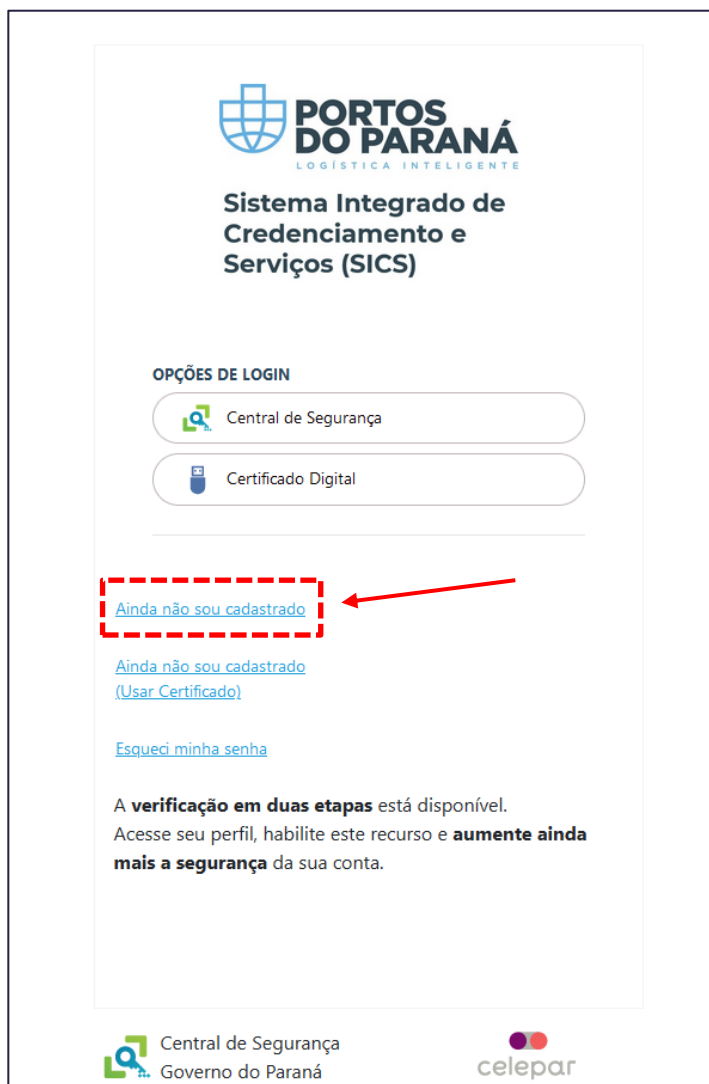 PORTOS
DO PARANÁ
LOGÍSTICA INTELIGENTE
Sistema Integrado de
Credenciamento e
Serviços (SICS)
OPÇÕES DE LOGIN
Central de Segurança
Certificado Digital
Ainda não sou cadastrado
Ainda não sou cadastrado
(Usar Certificado)
Esqueci minha senha
A verificação em duas etapas está disponível.
Acesse seu perfil, habilite este recurso e aumente ainda
mais a segurança da sua conta.
Central de Segurança
Governo do Paraná
celepar